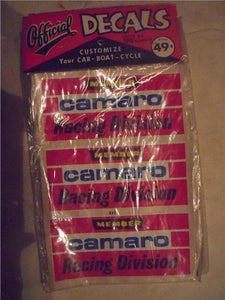 Official DECALS
49¢
CUSTOMIZE
Your CAR - BOAT - CYCLE
MEMBER
camaro
Racing Division
MEMBER
camaro
Racing Division
MEMBER
camaro
Racing Division